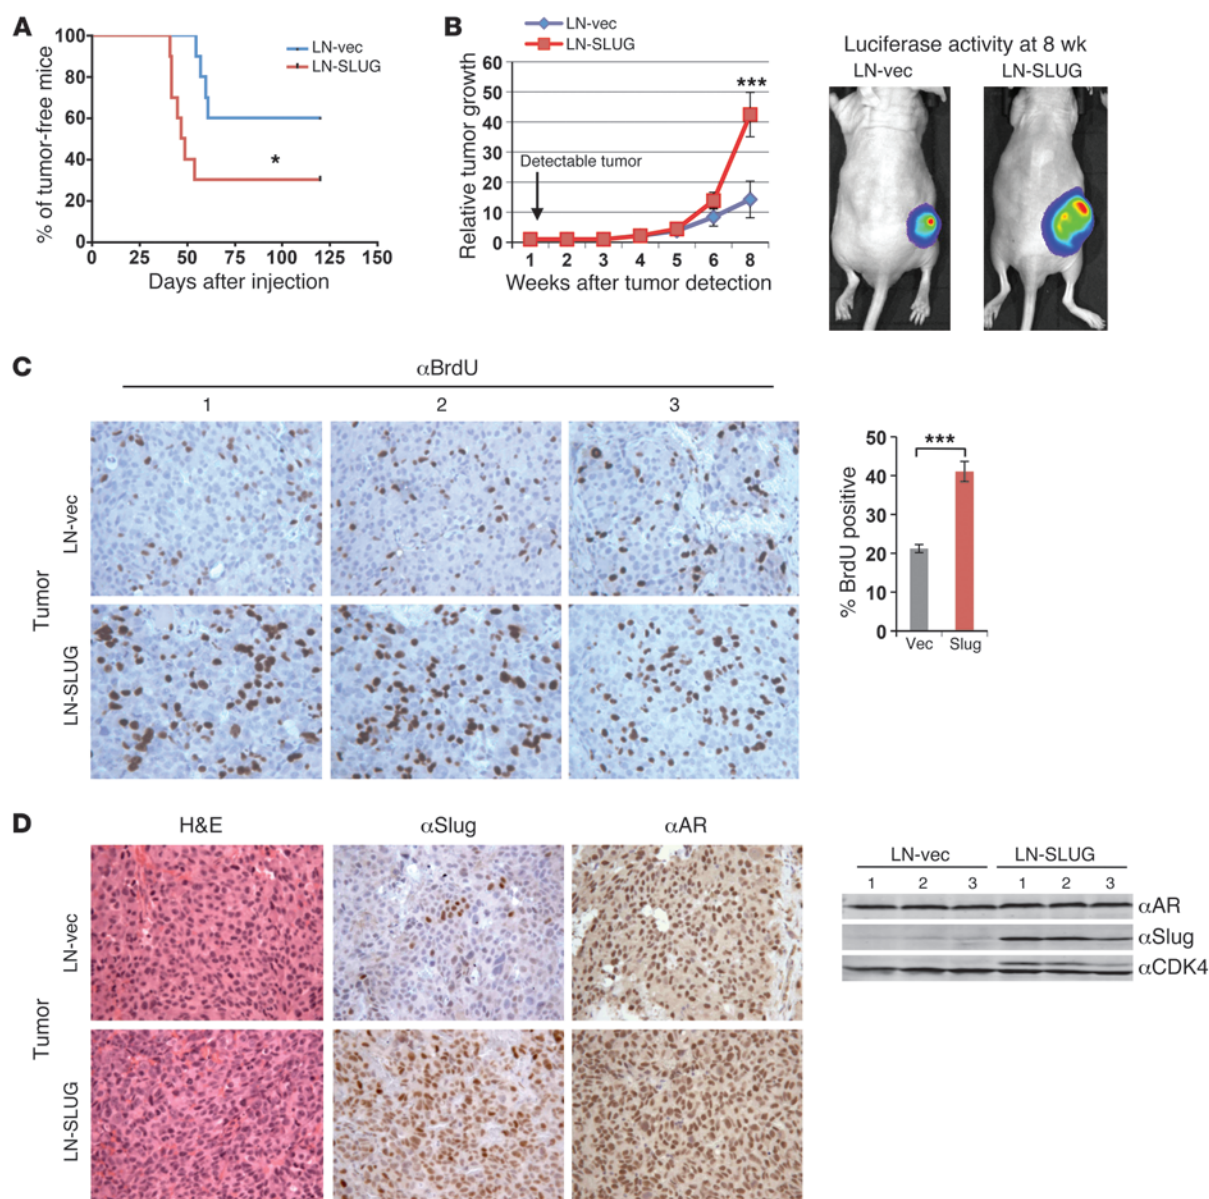 A
% of tumor-free mice
100
80
60
40
20
0
0 25 50 75 100 125 150
Days after injection
LN-vec
LN-SLUG
*
B
LN-vec
LN-SLUG
Relative tumor growth
60
50
40
30
20
10
0
***
Detectable tumor
1 2 3 4 5 6 8
Weeks after tumor detection
Luciferase activity at 8 wk
LN-vec LN-SLUG
C
αBrdU
1 2 3
Tumor
LN-vec
LN-SLUG
% BrdU positive
50
40
30
20
10
0
***
Vec Slug
D
H&E αSlug αAR
Tumor
LN-vec
LN-SLUG
LN-vec LN-SLUG
1 2 3 1 2 3
αAR
αSlug
αCDK4